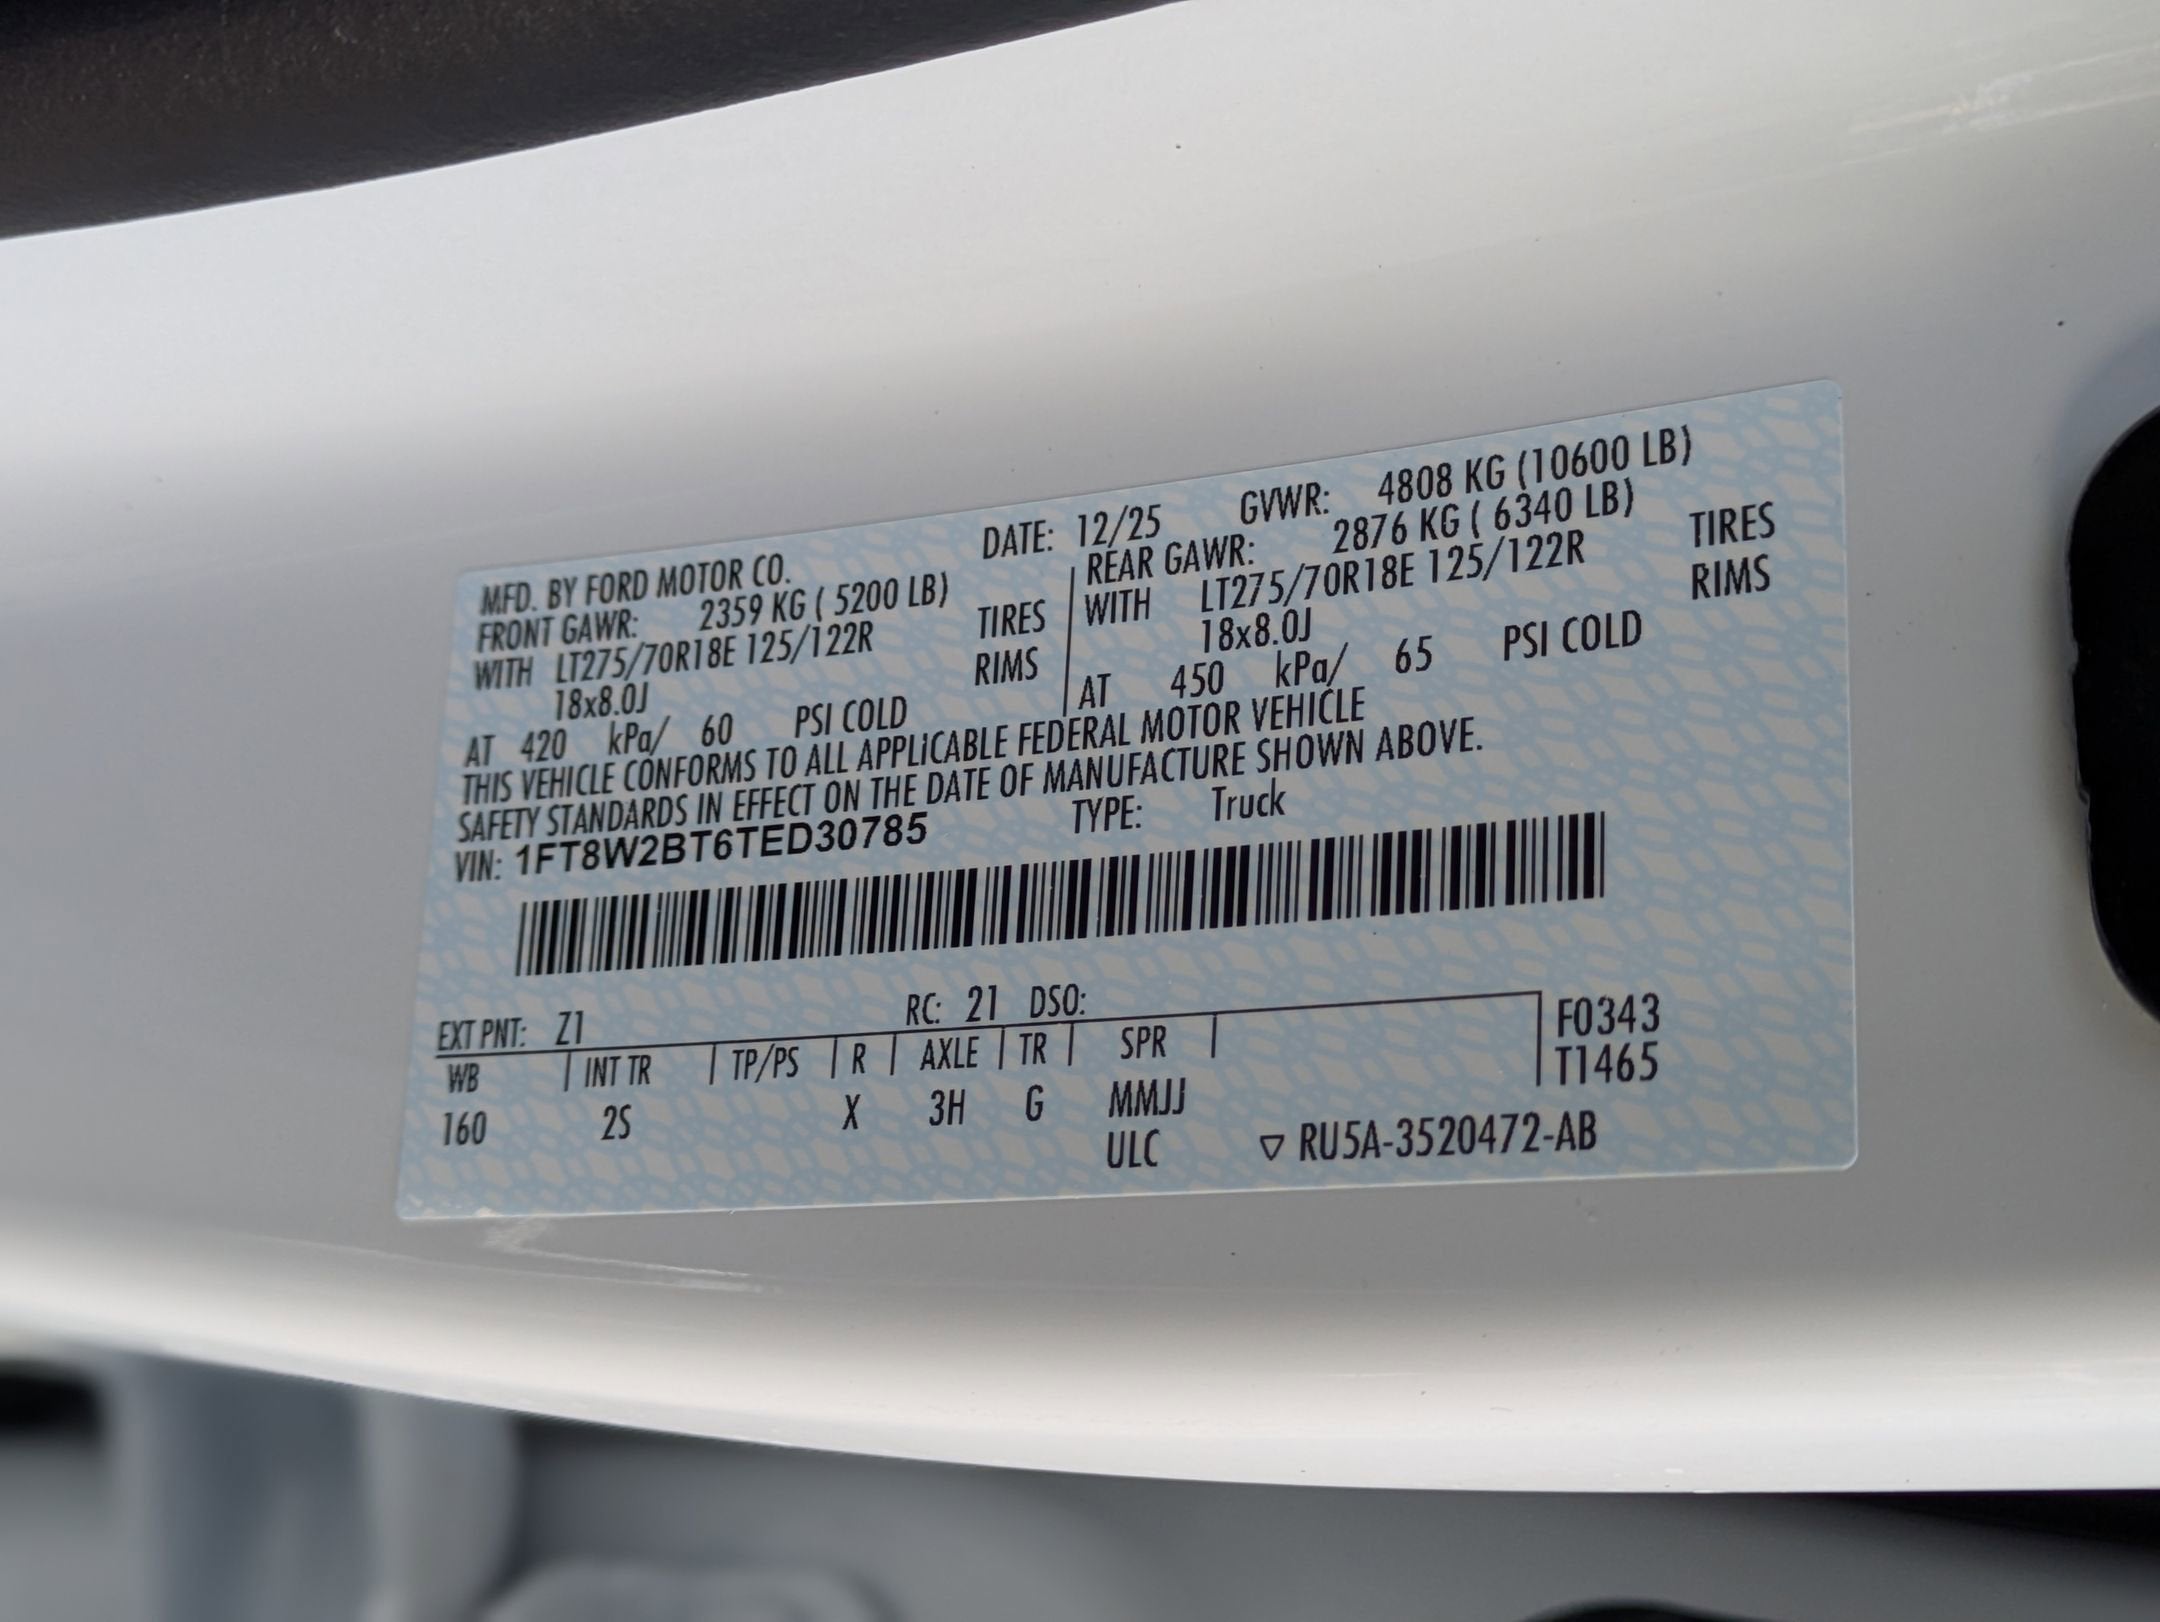 MFD. BY FORD MOTOR CO. DATE: 12/25 GVWR: 4808 KG (10600 LB)
FRONT GAWR: 2359 KG ( 5200 LB)
WITH LT275/70R18E 125/122R TIRES
18x8.0J RIMS
AT 420 kPa/ 60 PSI COLD
REAR GAWR: 2876 KG ( 6340 LB)
WITH LT275/70R18E 125/122R TIRES
18x8.0J RIMS
AT 450 kPa/ 65 PSI COLD
THIS VEHICLE CONFORMS TO ALL APPLiCABLE FEDERAL MOTOR VEHICLE
SAFETY STANDARDS IN EFFECT ON THE DATE OF MANUFACTURE SHOWN ABOVE.
VIN: 1FT8W2BT6TED30785 TYPE: Truck
EXT PNT: Z1 RC: 21 DSO:
WB INT TR TP/PS R AXLE TR SPR
160 2S X 3H G MMJJ
ULC
F0343
T1465
▽ RU5A-3520472-AB